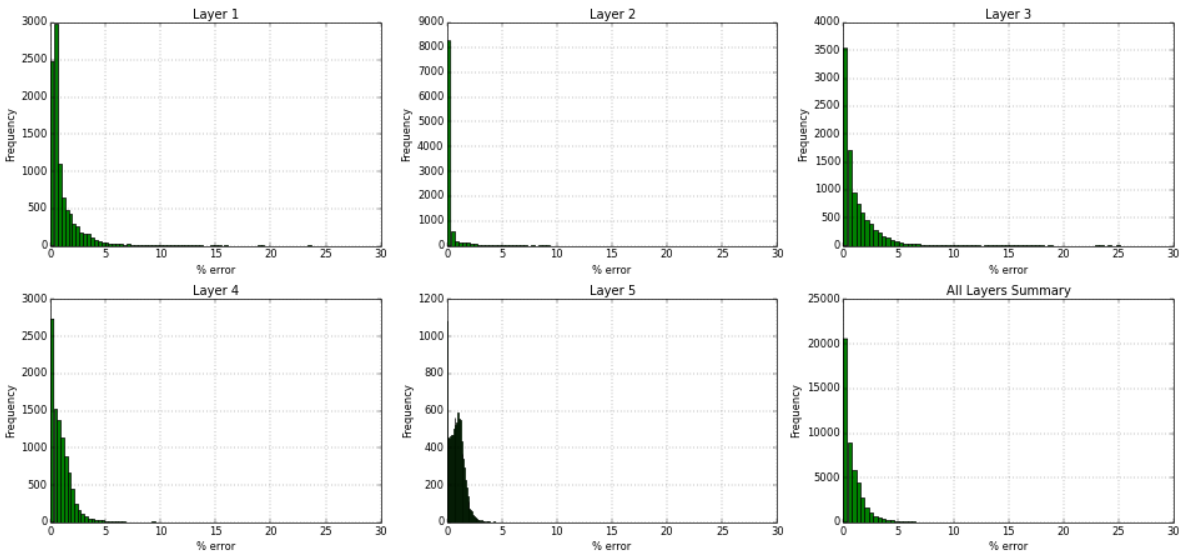 Layer 1
3000
2500
2000
1500
1000
500
0
Frequency
0 5 10 15 20 25 30
% error
Layer 2
9000
8000
7000
6000
5000
4000
3000
2000
1000
0
Frequency
0 5 10 15 20 25 30
% error
Layer 3
4000
3500
3000
2500
2000
1500
1000
500
0
Frequency
0 5 10 15 20 25 30
% error
Layer 4
3000
2500
2000
1500
1000
500
0
Frequency
0 5 10 15 20 25 30
% error
Layer 5
1200
1000
800
600
400
200
0
Frequency
0 5 10 15 20 25 30
% error
All Layers Summary
25000
20000
15000
10000
5000
0
Frequency
0 5 10 15 20 25 30
% error